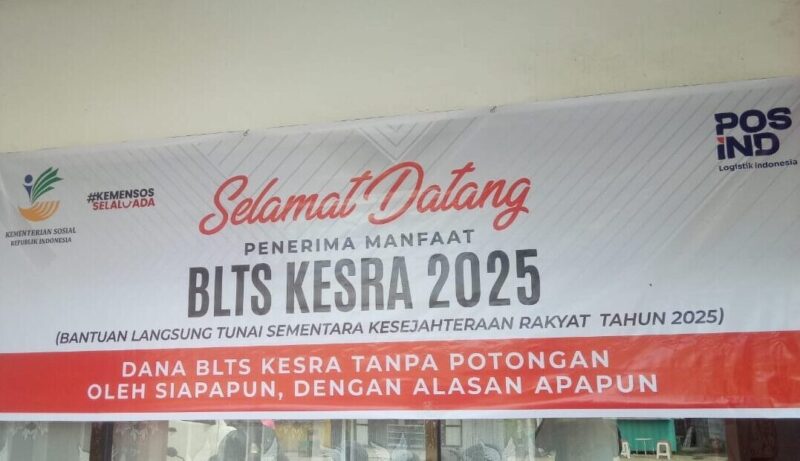 KEMENTERIAN SOSIAL
REPUBLIK INDONESIA
#KEMENSOS
SELALUADA
POS
IND
Logistik Indonesia
Selamat Datang
PENERIMA MANFAAT
BLTS KESRA 2025
(BANTUAN LANGSUNG TUNAI SEMENTARA KESEJAHTERAAN RAKYAT TAHUN 2025)
DANA BLTS KESRA TANPA POTONGAN
OLEH SIAPAPUN, DENGAN ALASAN APAPUN